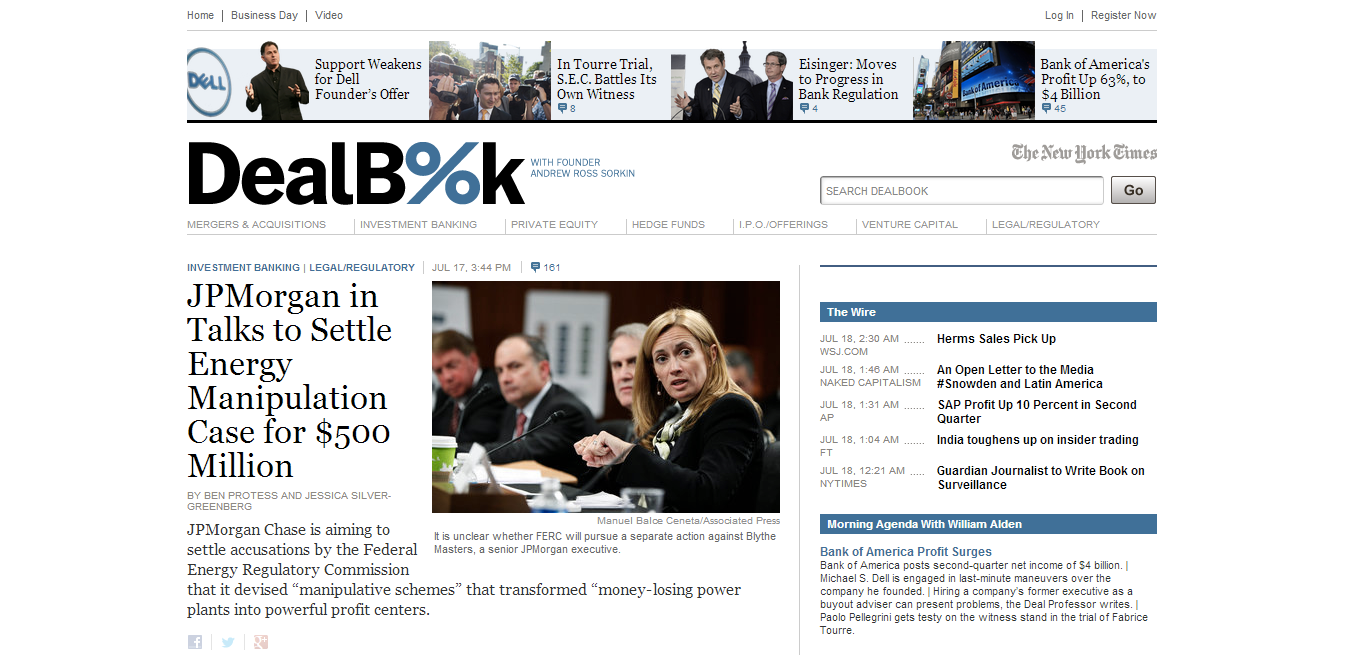 Home | Business Day | Video
Log In | Register Now
DELL
Support Weakens
for Dell
Founder's Offer
In Tourre Trial,
S.E.C. Battles Its
Own Witness
8
Eisinger: Moves
to Progress in
Bank Regulation
4
Bank of America
Bank of America's
Profit Up 63%, to
$4 Billion
45
DealB%k
WITH FOUNDER
ANDREW ROSS SORKIN
The New York Times
SEARCH DEALBOOK
Go
MERGERS & ACQUISITIONS | INVESTMENT BANKING | PRIVATE EQUITY | HEDGE FUNDS | I.P.O./OFFERINGS | VENTURE CAPITAL | LEGAL/REGULATORY
INVESTMENT BANKING | LEGAL/REGULATORY | JUL 17, 3:44 PM | 161
JPMorgan in
Talks to Settle
Energy
Manipulation
Case for $500
Million
BY BEN PROTESS AND JESSICA SILVER-
GREENBERG
Manuel Balce Ceneta/Associated Press
It is unclear whether FERC will pursue a separate action against Blythe
Masters, a senior JPMorgan executive.
JPMorgan Chase is aiming to
settle accusations by the Federal
Energy Regulatory Commission
that it devised “manipulative schemes” that transformed “money-losing power
plants into powerful profit centers.
The Wire
JUL 18, 2:30 AM ....... Herms Sales Pick Up
WSJ.COM
JUL 18, 1:46 AM ....... An Open Letter to the Media
NAKED CAPITALISM #Snowden and Latin America
JUL 18, 1:31 AM ....... SAP Profit Up 10 Percent in Second
AP Quarter
JUL 18, 1:04 AM ....... India toughens up on insider trading
FT
JUL 18, 12:21 AM ..... Guardian Journalist to Write Book on
NYTIMES Surveillance
Morning Agenda With William Alden
Bank of America Profit Surges
Bank of America posts second-quarter net income of $4 billion. |
Michael S. Dell is engaged in last-minute maneuvers over the
company he founded. | Hiring a company's former executive as a
buyout adviser can present problems, the Deal Professor writes. |
Paolo Pellegrini gets testy on the witness stand in the trial of Fabrice
Tourre.